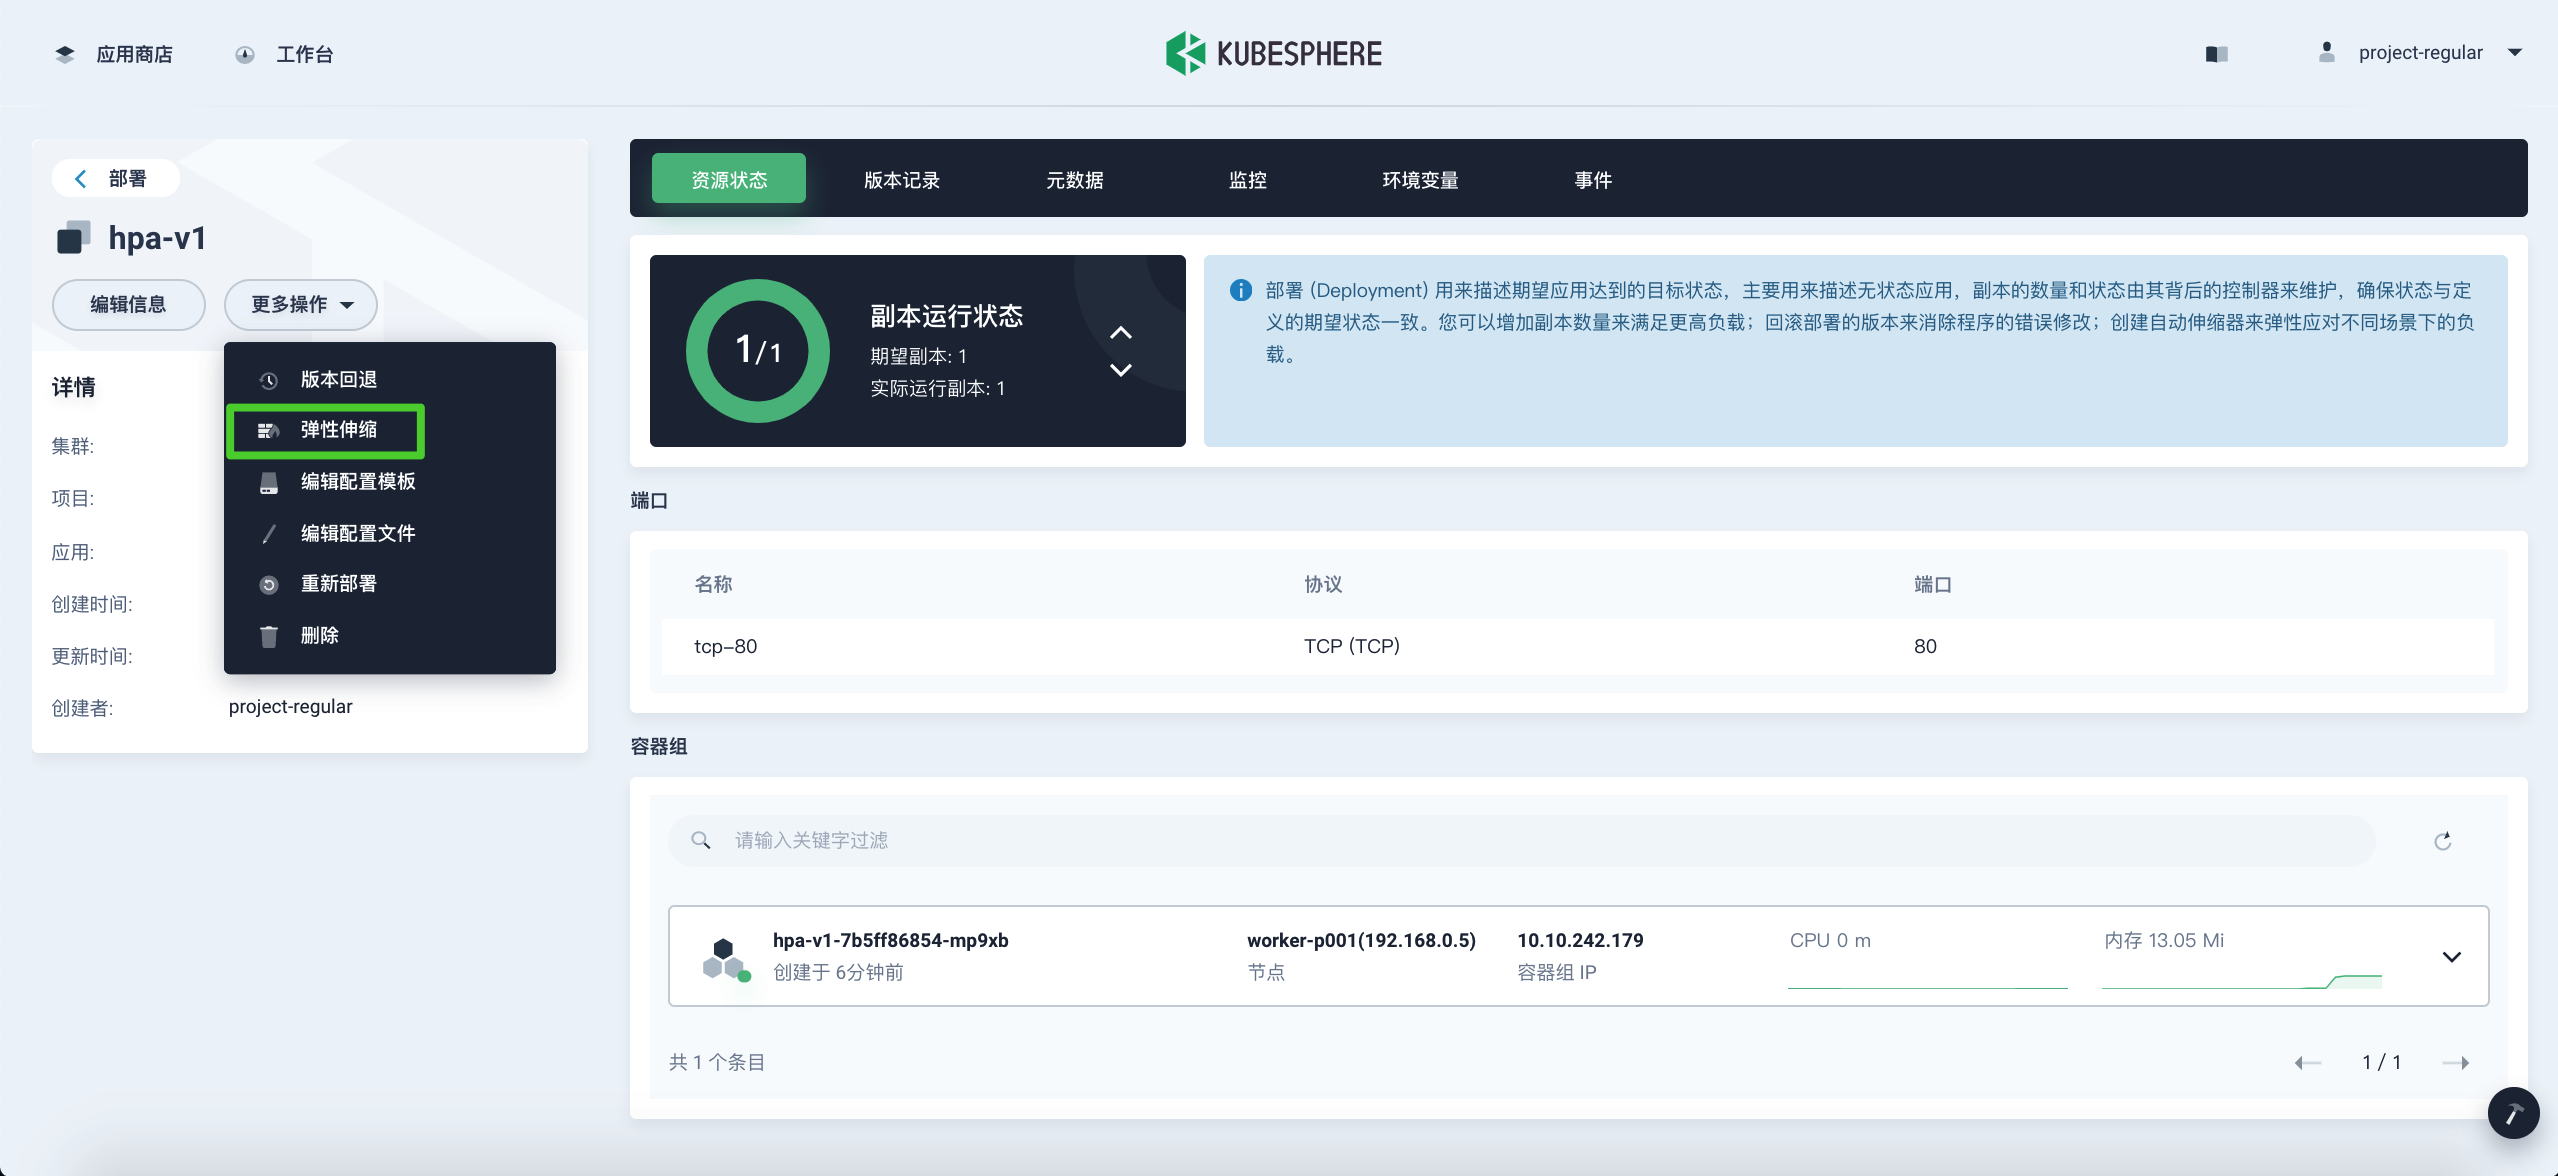 应用商店
工作台
KUBESPHERE
project-regular
部署
hpa-v1
编辑信息
更多操作
版本回退
弹性伸缩
编辑配置模板
编辑配置文件
重新部署
删除
详情
集群:
项目:
应用:
创建时间:
更新时间:
创建者:
project-regular
资源状态
版本记录
元数据
监控
环境变量
事件
1/1
副本运行状态
期望副本: 1
实际运行副本: 1
部署 (Deployment) 用来描述期望应用达到的目标状态，主要用来描述无状态应用，副本的数量和状态由其背后的控制器来维护，确保状态与定
义的期望状态一致。您可以增加副本数量来满足更高负载；回滚部署的版本来消除程序的错误修改；创建自动伸缩器来弹性应对不同场景下的负
载。
端口
名称
协议
端口
tcp-80
TCP (TCP)
80
容器组
请输入关键字过滤
hpa-v1-7b5ff86854-mp9xb
创建于 6分钟前
worker-p001(192.168.0.5)
节点
10.10.242.179
容器组 IP
CPU 0 m
内存 13.05 Mi
共 1 个条目
1 / 1